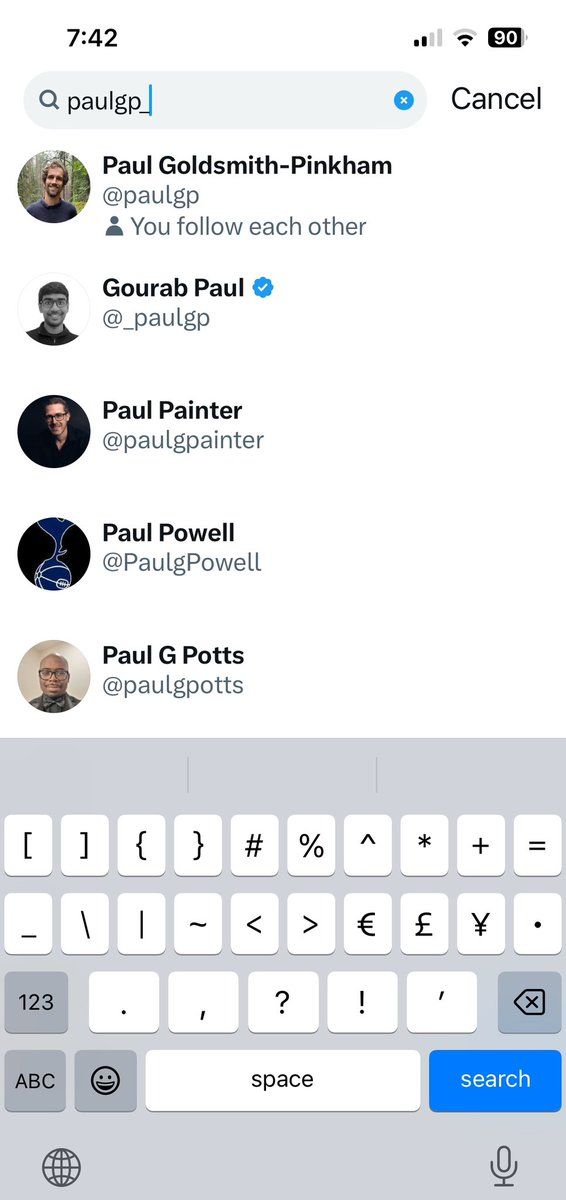 7:42
90
paulgp_
Cancel
Paul Goldsmith-Pinkham
@paulgp
You follow each other
Gourab Paul
@_paulgp
Paul Painter
@paulgpainter
Paul Powell
@PaulgPowell
Paul G Potts
@paulgpotts
[ ] { } # % ^ * + =
_ \ | ~ < > € £ ¥ •
123 . , ? ! ′
ABC space search